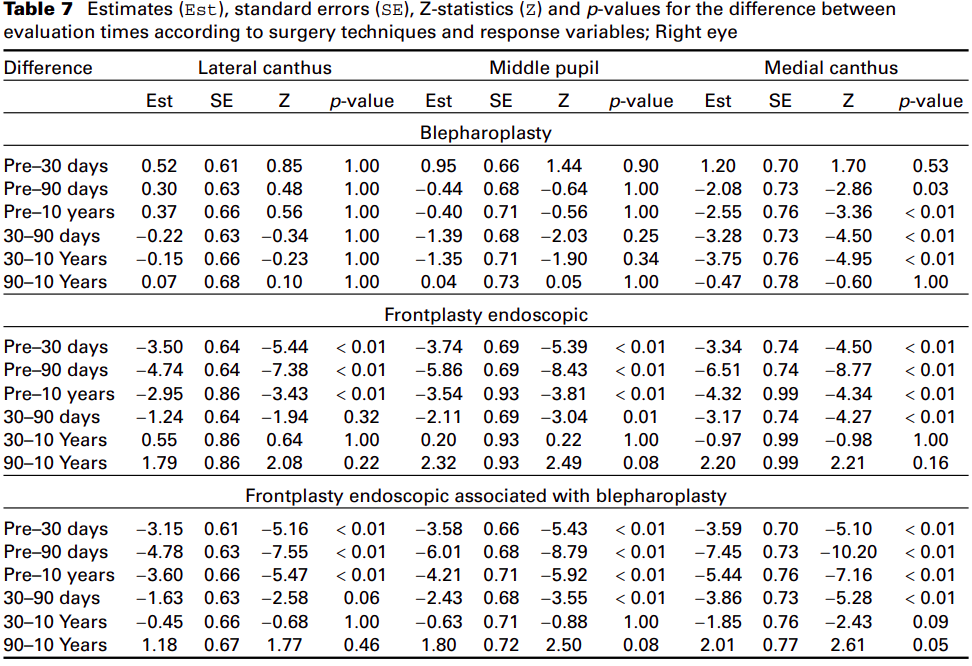 Table 7 Estimates (Est), standard errors (SE), Z-statistics (Z) and p-values for the difference between
evaluation times according to surgery techniques and response variables; Right eye
Difference Lateral canthus Middle pupil Medial canthus
Est SE Z p-value Est SE Z p-value Est SE Z p-value
Blepharoplasty
Pre–30 days 0.52 0.61 0.85 1.00 0.95 0.66 1.44 0.90 1.20 0.70 1.70 0.53
Pre–90 days 0.30 0.63 0.48 1.00 −0.44 0.68 −0.64 1.00 −2.08 0.73 −2.86 0.03
Pre–10 years 0.37 0.66 0.56 1.00 −0.40 0.71 −0.56 1.00 −2.55 0.76 −3.36 < 0.01
30–90 days −0.22 0.63 −0.34 1.00 −1.39 0.68 −2.03 0.25 −3.28 0.73 −4.50 < 0.01
30–10 Years −0.15 0.66 −0.23 1.00 −1.35 0.71 −1.90 0.34 −3.75 0.76 −4.95 < 0.01
90–10 Years 0.07 0.68 0.10 1.00 0.04 0.73 0.05 1.00 −0.47 0.78 −0.60 1.00
Frontplasty endoscopic
Pre–30 days −3.50 0.64 −5.44 < 0.01 −3.74 0.69 −5.39 < 0.01 −3.34 0.74 −4.50 < 0.01
Pre–90 days −4.74 0.64 −7.38 < 0.01 −5.86 0.69 −8.43 < 0.01 −6.51 0.74 −8.77 < 0.01
Pre–10 years −2.95 0.86 −3.43 < 0.01 −3.54 0.93 −3.81 < 0.01 −4.32 0.99 −4.34 < 0.01
30–90 days −1.24 0.64 −1.94 0.32 −2.11 0.69 −3.04 0.01 −3.17 0.74 −4.27 < 0.01
30–10 Years 0.55 0.86 0.64 1.00 0.20 0.93 0.22 1.00 −0.97 0.99 −0.98 1.00
90–10 Years 1.79 0.86 2.08 0.22 2.32 0.93 2.49 0.08 2.20 0.99 2.21 0.16
Frontplasty endoscopic associated with blepharoplasty
Pre–30 days −3.15 0.61 −5.16 < 0.01 −3.58 0.66 −5.43 < 0.01 −3.59 0.70 −5.10 < 0.01
Pre–90 days −4.78 0.63 −7.55 < 0.01 −6.01 0.68 −8.79 < 0.01 −7.45 0.73 −10.20 < 0.01
Pre–10 years −3.60 0.66 −5.47 < 0.01 −4.21 0.71 −5.92 < 0.01 −5.44 0.76 −7.16 < 0.01
30–90 days −1.63 0.63 −2.58 0.06 −2.43 0.68 −3.55 < 0.01 −3.86 0.73 −5.28 < 0.01
30–10 Years −0.45 0.66 −0.68 1.00 −0.63 0.71 −0.88 1.00 −1.85 0.76 −2.43 0.09
90–10 Years 1.18 0.67 1.77 0.46 1.80 0.72 2.50 0.08 2.01 0.77 2.61 0.05